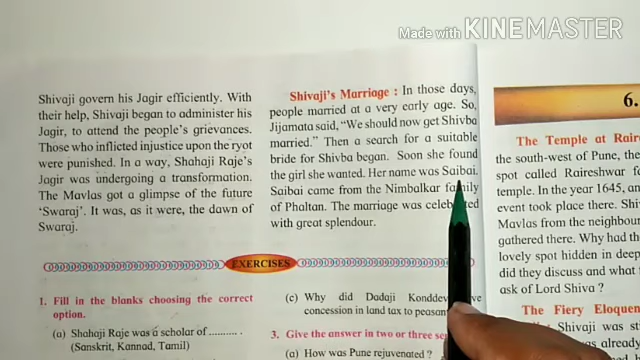 Made with KINEMASTER
Shivaji govern his Jagir efficiently. With
their help, Shivaji began to administer his
Jagir, to attend the people's grievances.
Those who inflicted injustice upon the ryot
were punished. In a way, Shahaji Raje's
Jagir was undergoing a transformation.
The Mavlas got a glimpse of the future
‘Swaraj’. It was, as it were, the dawn of
Swaraj.
Shivaji's Marriage : In those days,
people married at a very early age. So,
Jijamata said, “We should now get Shivba
married.” Then a search for a suitable
bride for Shivba began. Soon she found
the girl she wanted. Her name was Saibai.
Saibai came from the Nimbalkar family
of Phaltan. The marriage was celebrated
with great splendour.
EXERCISES
1. Fill in the blanks choosing the correct
option.
(a) Shahaji Raje was a scholar of ..........
(Sanskrit, Kannad, Tamil)
(c) Why did Dadaji
concession in land tax to
3. Give the answer in two or three
(a) How was Pune rejuvenated ?
6.
The Temple at
the south-west of Pune, the
spot called Raireshwar
temple. In the year 1645,
event took place there.
Mavlas from the
gathered there. Why had
lovely spot hidden in
did they discuss and what
ask of Lord Shiva ?
The Fiery
Shivaji was
already